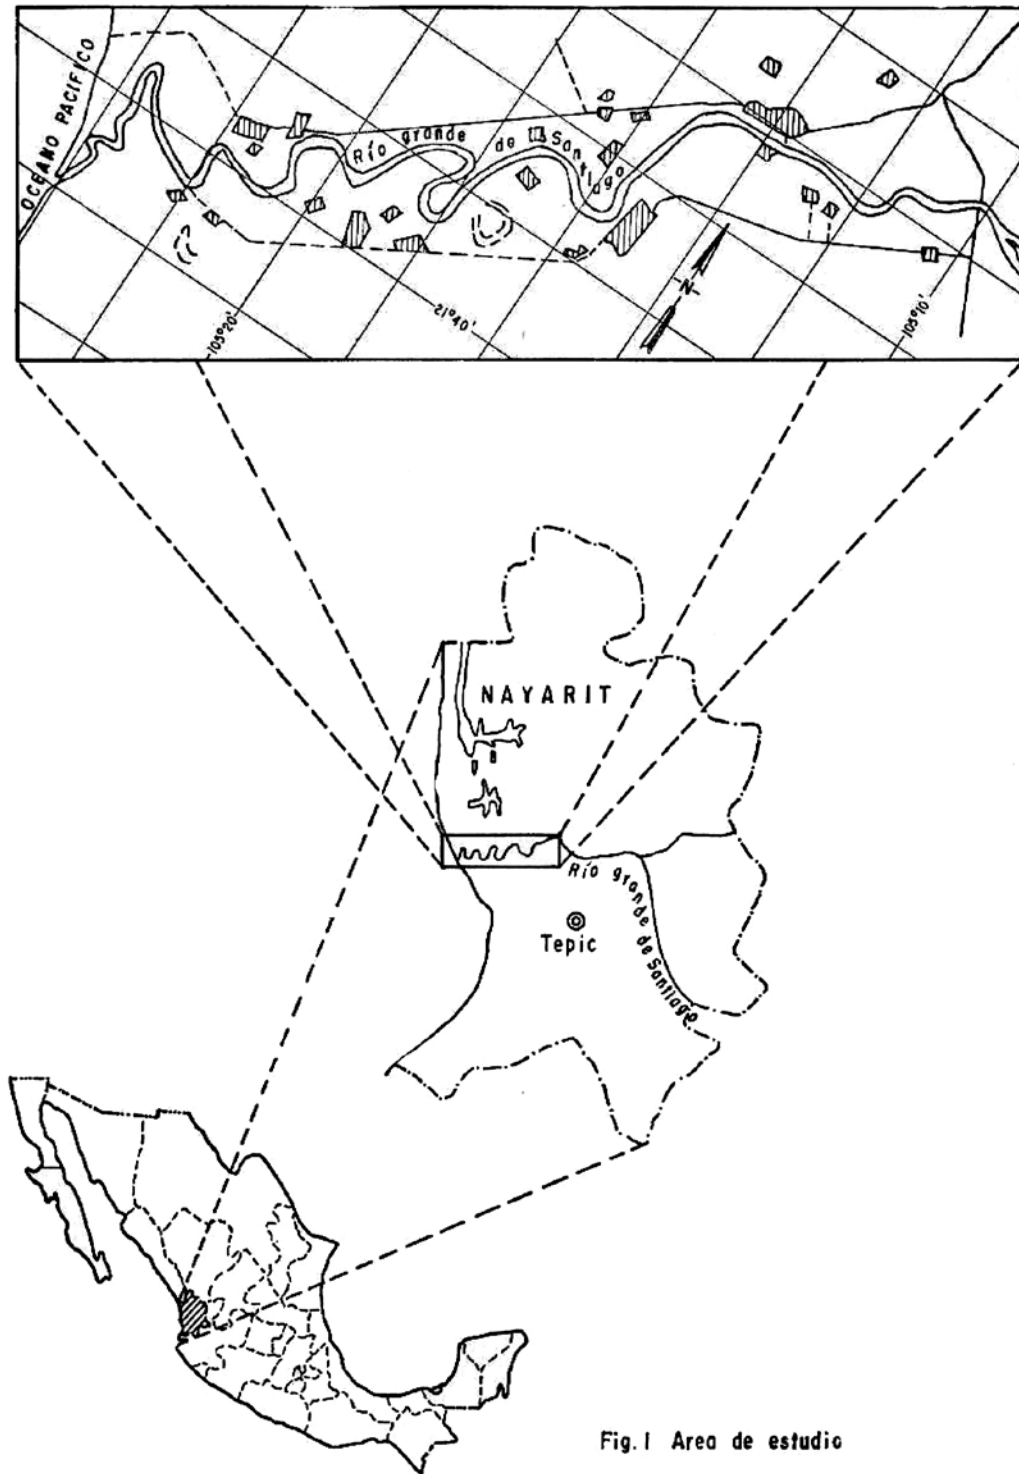 OCEANO PACIFICO
Río grande de Santiago
N
105°20'
21°40'
105°10'
NAYARIT
Río grande de Santiago
Tepic
Fig. 1 Area de estudio